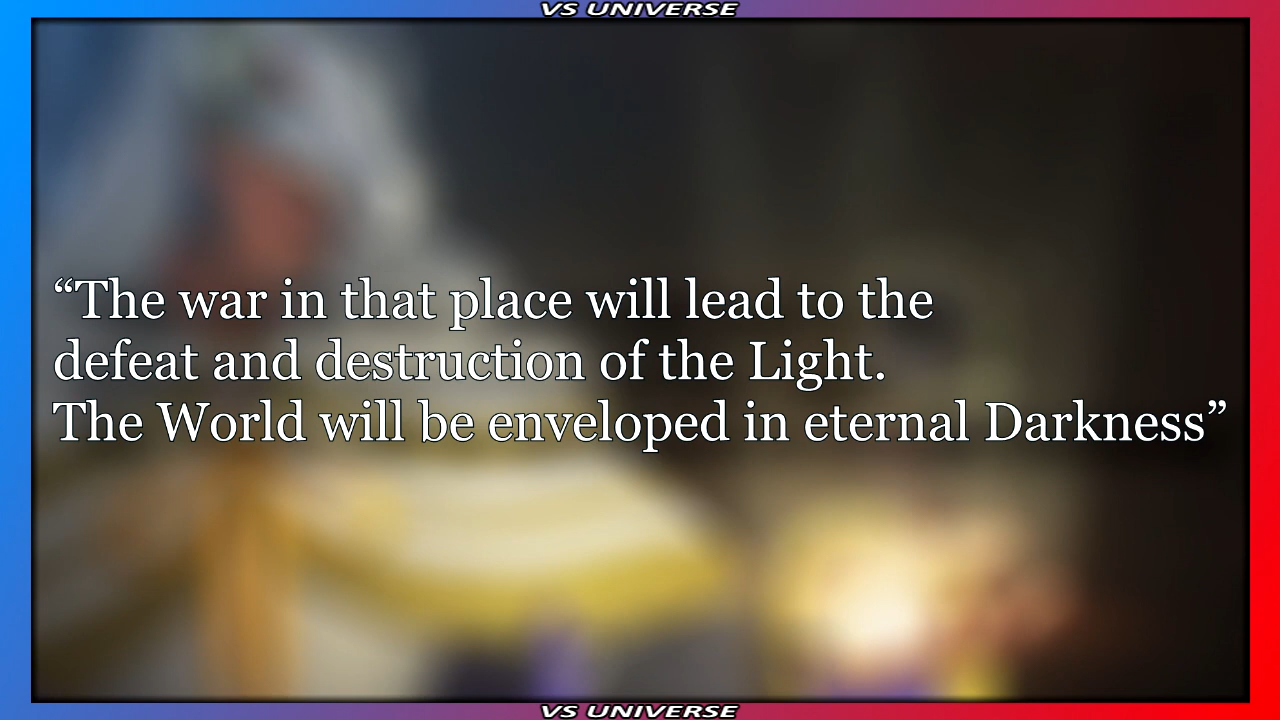 VS UNIVERSE
“The war in that place will lead to the
defeat and destruction of the Light.
The World will be enveloped in eternal Darkness”
VS UNIVERSE